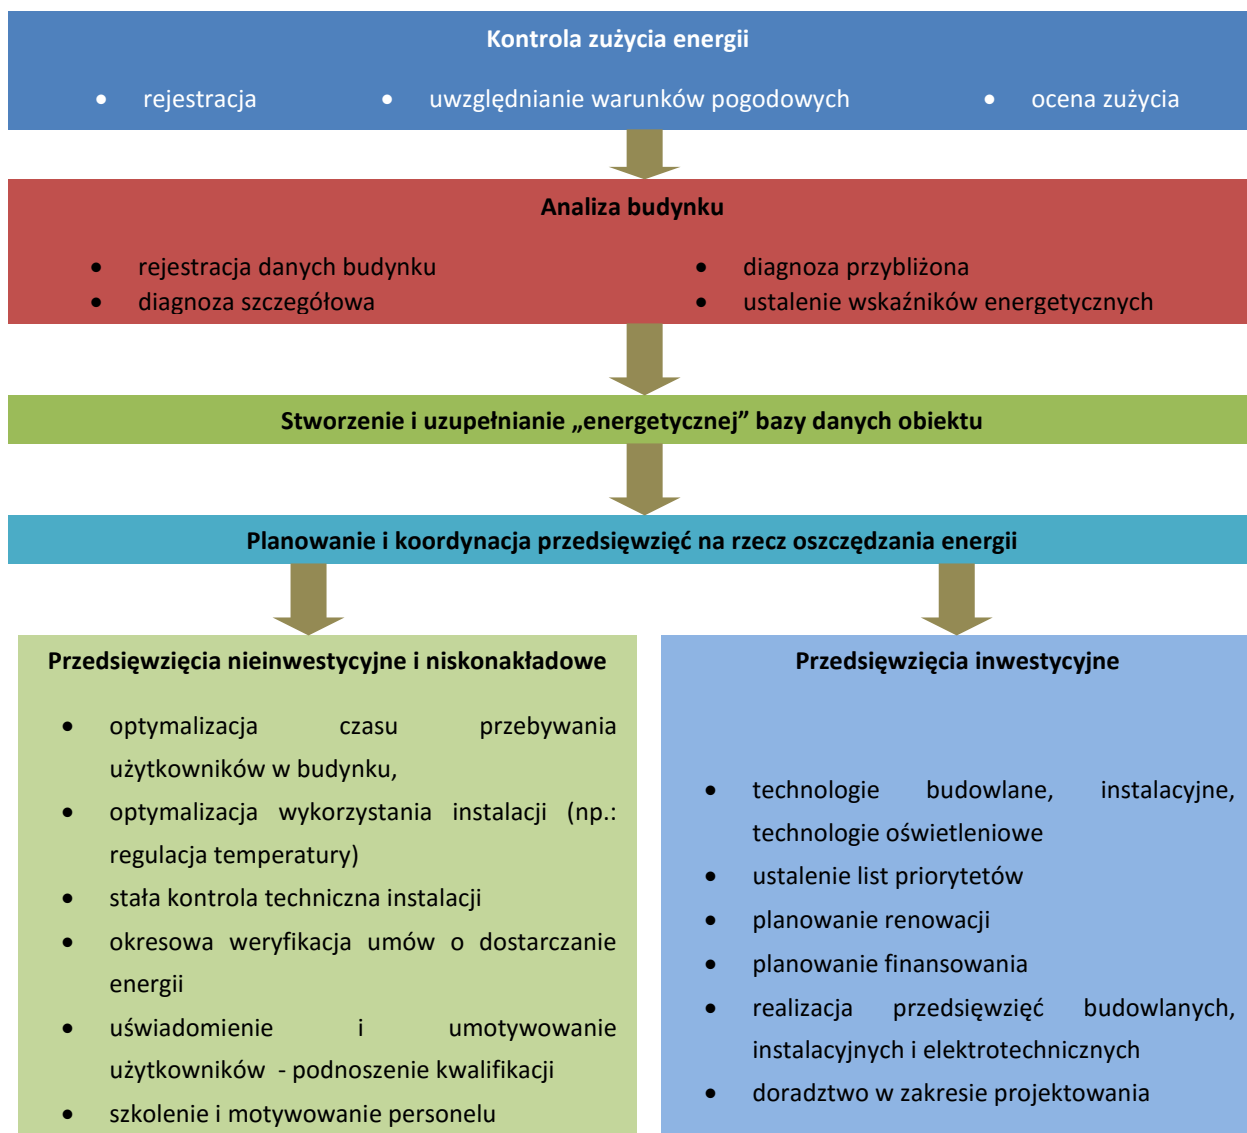 Kontrola zużycia energii
• rejestracja • uwzględnianie warunków pogodowych • ocena zużycia
Analiza budynku
• rejestracja danych budynku • diagnoza przybliżona
• diagnoza szczegółowa • ustalenie wskaźników energetycznych
Stworzenie i uzupełnianie „energetycznej” bazy danych obiektu
Planowanie i koordynacja przedsięwzięć na rzecz oszczędzania energii
Przedsięwzięcia nieinwestycyjne i niskonakładowe
• optymalizacja czasu przebywania
użytkowników w budynku,
• optymalizacja wykorzystania instalacji (np.:
regulacja temperatury)
• stała kontrola techniczna instalacji
• okresowa weryfikacja umów o dostarczanie
energii
• uświadomienie i umotywowanie
użytkowników - podnoszenie kwalifikacji
• szkolenie i motywowanie personelu
Przedsięwzięcia inwestycyjne
• technologie budowlane, instalacyjne,
technologie oświetleniowe
• ustalenie list priorytetów
• planowanie renowacji
• planowanie finansowania
• realizacja przedsięwzięć budowlanych,
instalacyjnych i elektrotechnicznych
• doradztwo w zakresie projektowania